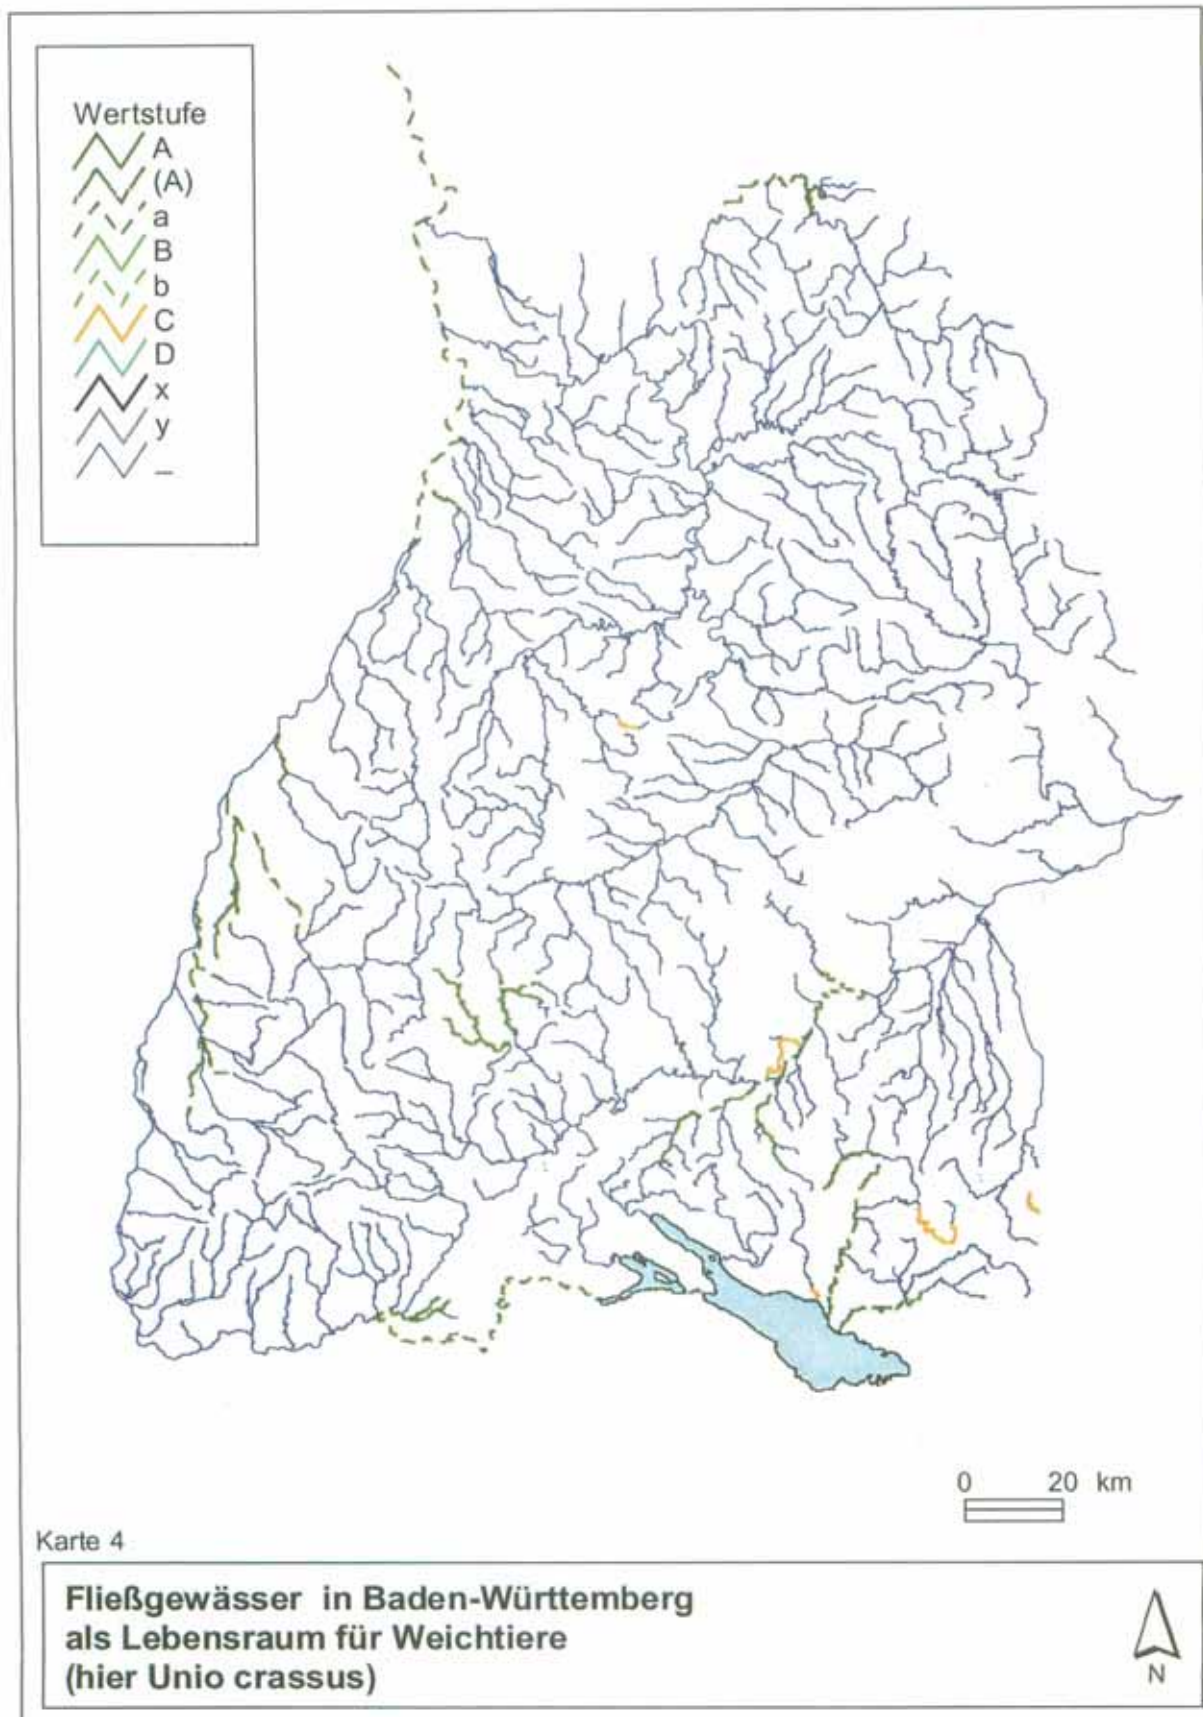 Wertstufe
A
(A)
a
B
b
C
D
x
y
–
0 20 km
Karte 4
Fließgewässer in Baden-Württemberg
als Lebensraum für Weichtiere
(hier Unio crassus)
N